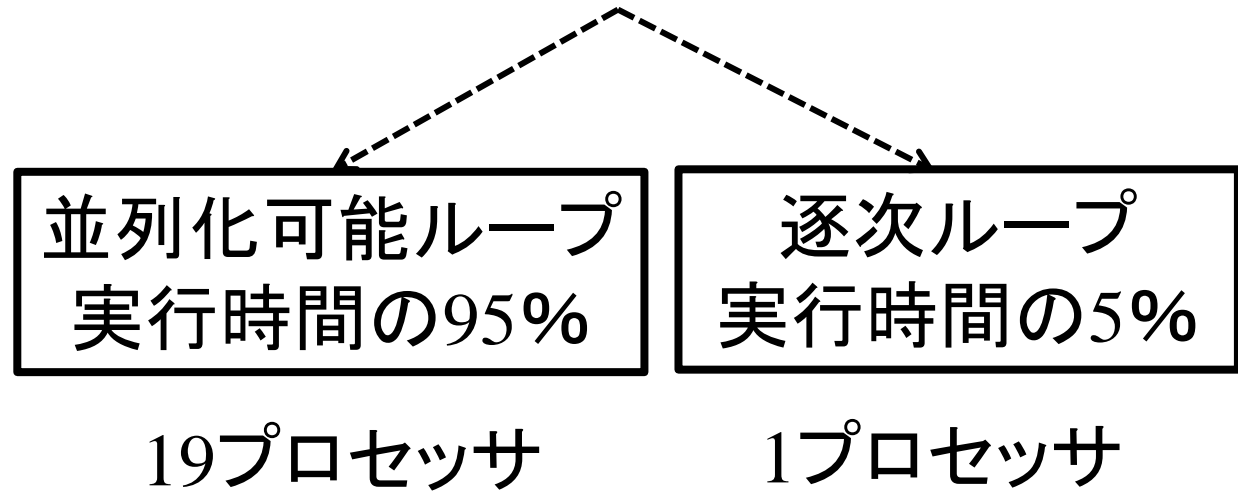 並列化可能ループ
実行時間の95%
逐次ループ
実行時間の5%
19プロセッサ
1プロセッサ